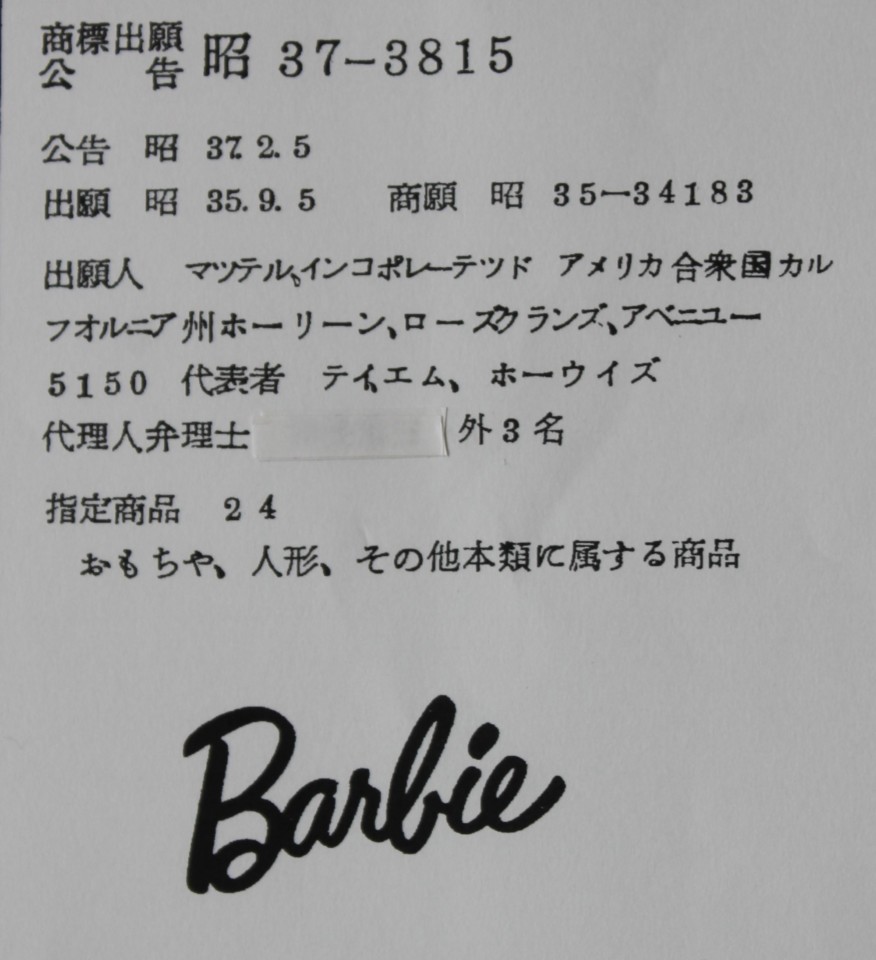 商標出願公告 昭 37-3815
公告 昭 37. 2. 5
出願 昭 35. 9. 5 商願 昭 35-34183
出願人 マツテル、インコポレーテツド アメリカ合衆国カル
フオルニア州ホーリーン、ローズクランズ、アベニユー
5150 代表者 テイ、エム、ホーウイズ
代理人弁理士 外3名
指定商品 24
おもちや、人形、その他本類に属する商品
Barbie